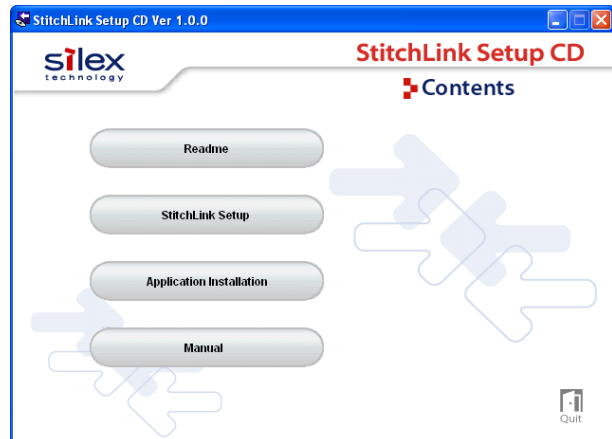 StitchLink Setup CD Ver 1.0.0
silex
technology
StitchLink Setup CD
Contents
Readme
StitchLink Setup
Application Installation
Manual
Quit